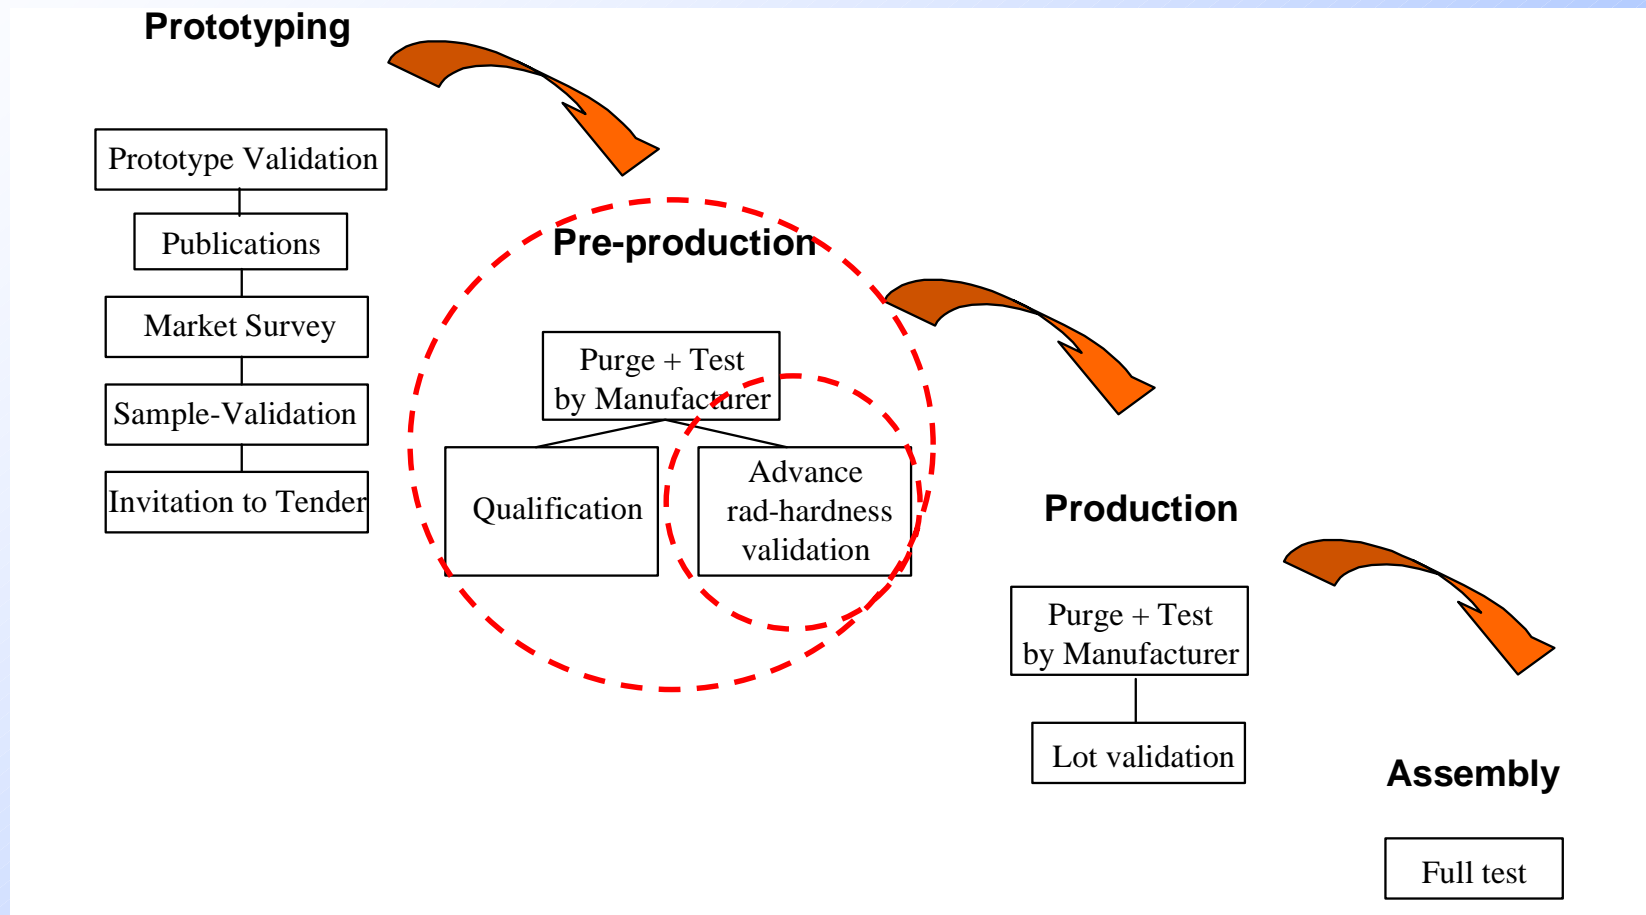 Prototyping
Prototype Validation
Publications
Market Survey
Sample-Validation
Invitation to Tender
Pre-production
Purge + Test
by Manufacturer
Qualification
Advance
rad-hardness
validation
Production
Purge + Test
by Manufacturer
Lot validation
Assembly
Full test